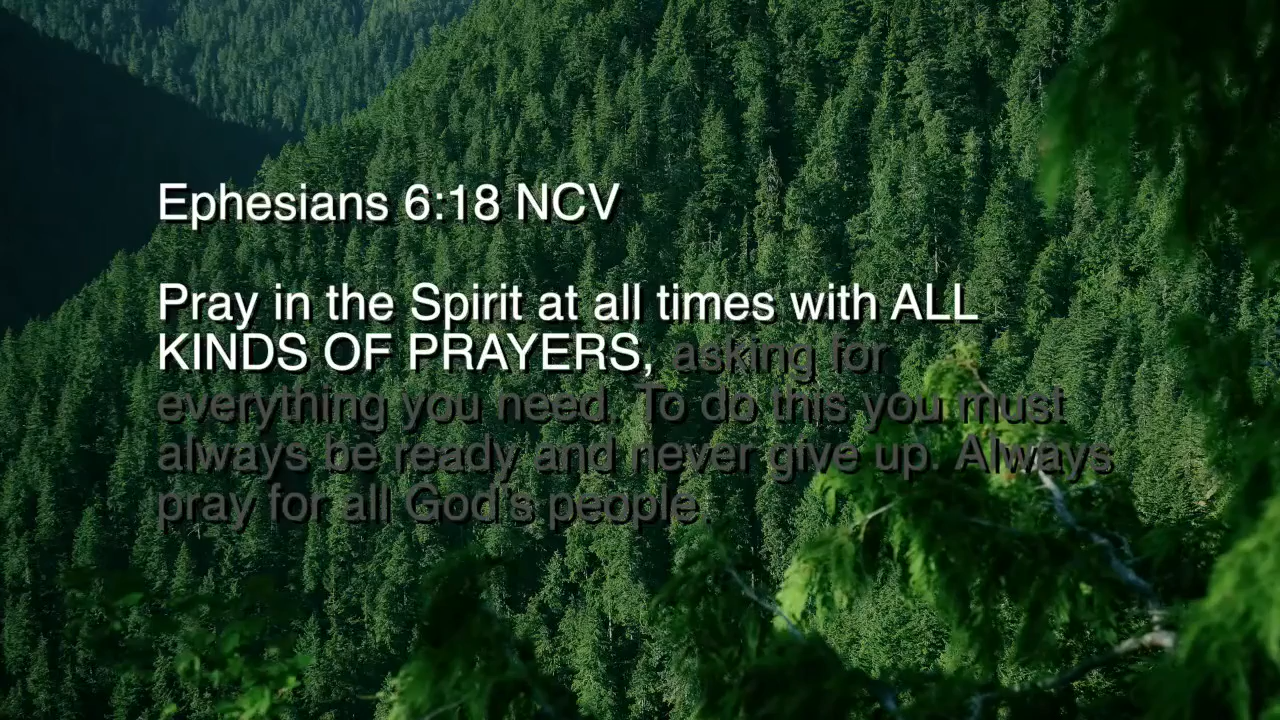 Ephesians 6:18 NCV
Pray in the Spirit at all times with ALL
KINDS OF PRAYERS, asking for
everything you need. To do this you must
always be ready and never give up. Always
pray for all God's people.